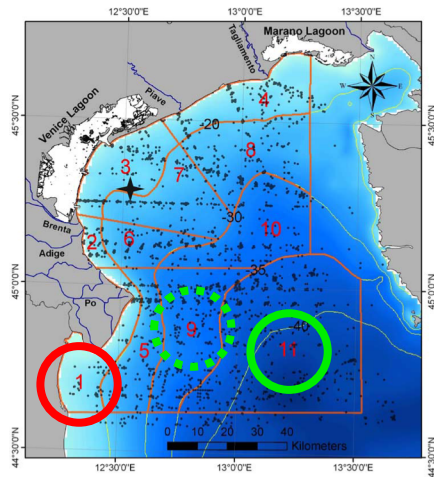 12°30'0"E 13°0'0"E 13°30'0"E
Marano Lagoon
Tagliamento
Piave
Venice Lagoon
45°30'0"N 45°30'0"N
4
20
8
3
7
N
W E
S
30
10
Brenta
2
6
Adige
35
45°0'0"N 45°0'0"N
Po
9
40
5
11
1
0 10 20 30 40
Kilometers
44°30'0"N 44°30'0"N
12°30'0"E 13°0'0"E 13°30'0"E